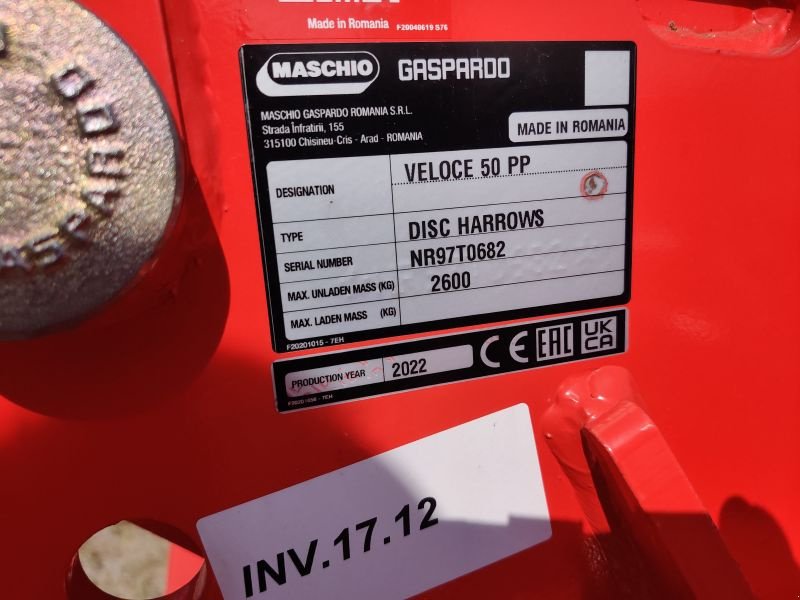 Made in Romania
F20040619 S76
MASCHIO GASPARDO
MASCHIO GASPARDO ROMANIA S.R.L.
Strada Înfratirii, 155
315100 Chisineu-Cris - Arad - ROMANIA
MADE IN ROMANIA
DESIGNATION VELOCE 50 PP
TYPE DISC HARROWS
SERIAL NUMBER NR97T0682
MAX. UNLADEN MASS (KG) 2600
MAX. LADEN MASS (KG)
F20201015 - 7EH
PRODUCTION YEAR 2022
CE EAC UK CA
INV.17.12